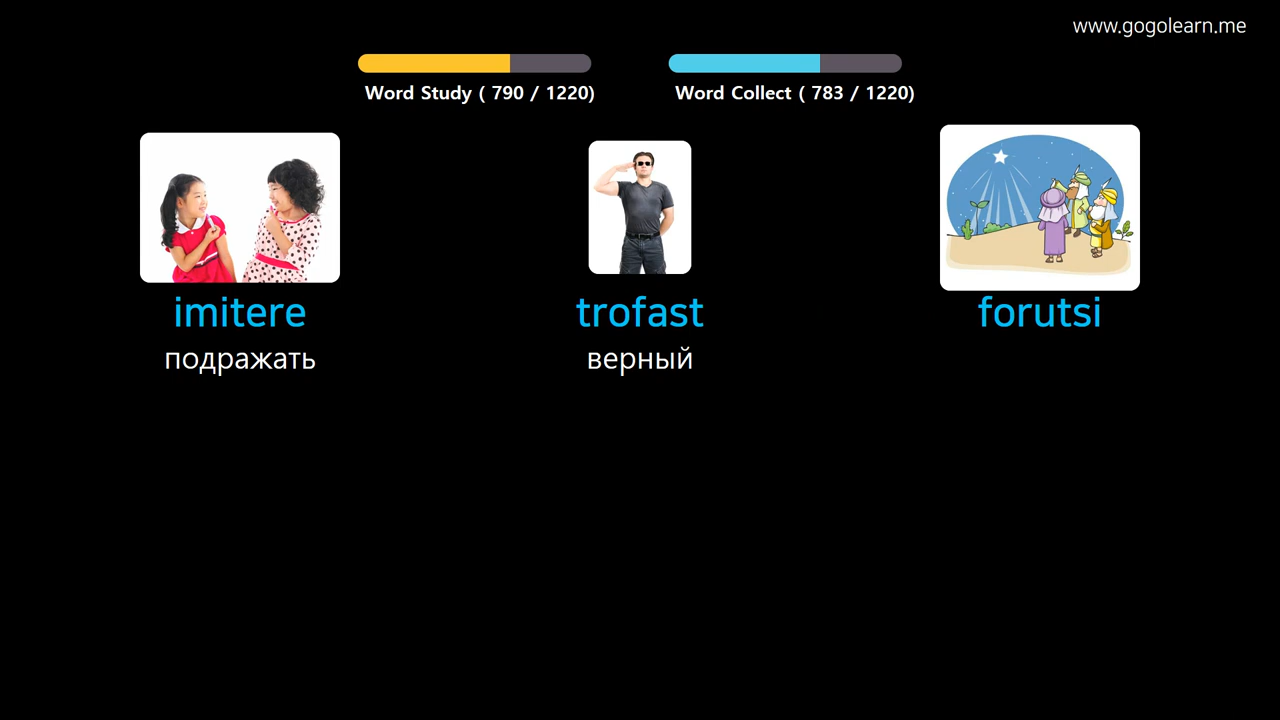 www.gogolearn.me
Word Study ( 790 / 1220)
Word Collect ( 783 / 1220)
imitere
trofast
forutsi
подражать
верный